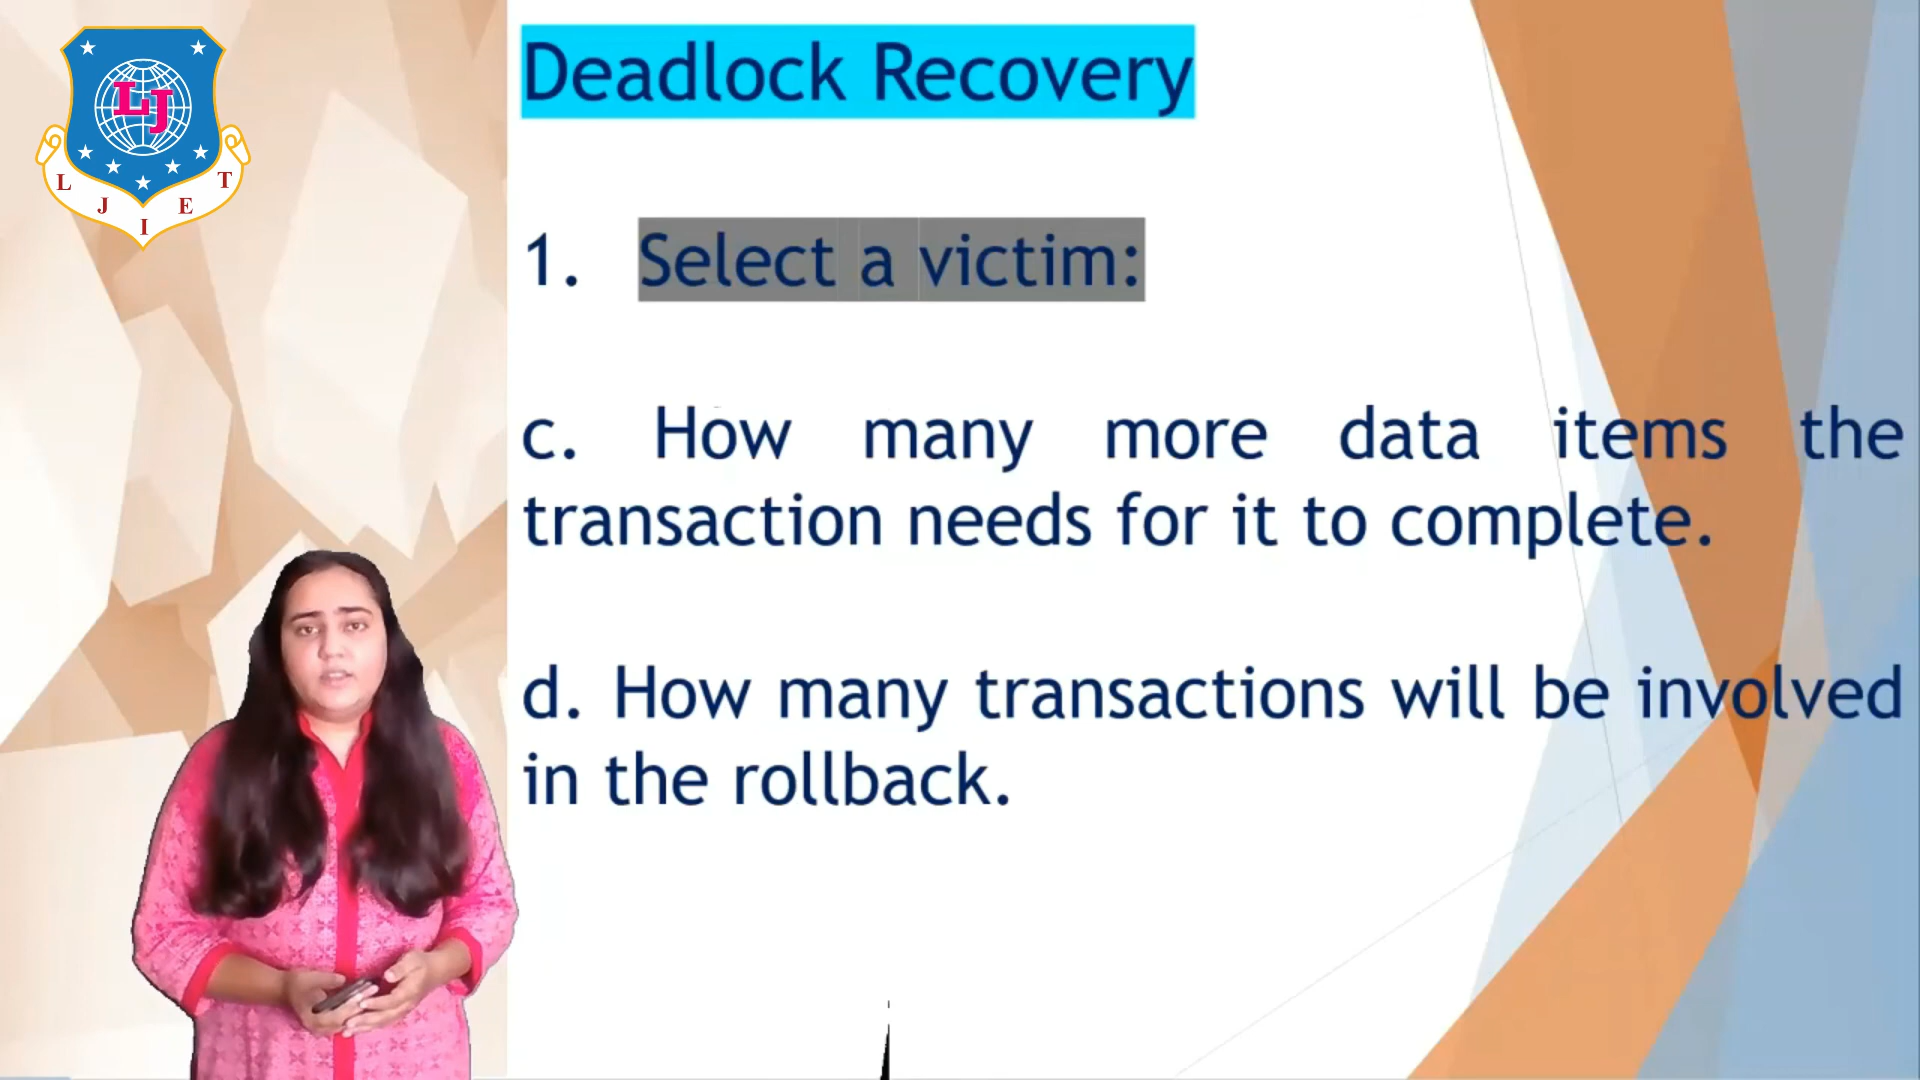 LJ
L J I E T
Deadlock Recovery
1. Select a victim:
c. How many more data items the
transaction needs for it to complete.
d. How many transactions will be involved
in the rollback.